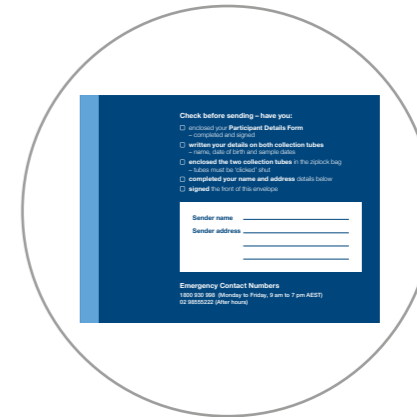 Check before sending – have you:
☐ enclosed your Participant Details Form
– completed and signed
☐ written your details on both collection tubes
– name, date of birth and sample dates
☐ enclosed the two collection tubes in the ziplock bag
– tubes must be 'clicked' shut
☐ completed your name and address details below
☐ signed the front of this envelope
Sender name
Sender address
Emergency Contact Numbers
1800 930 998 (Monday to Friday, 9 am to 7 pm AEST)
02 98555222 (After hours)